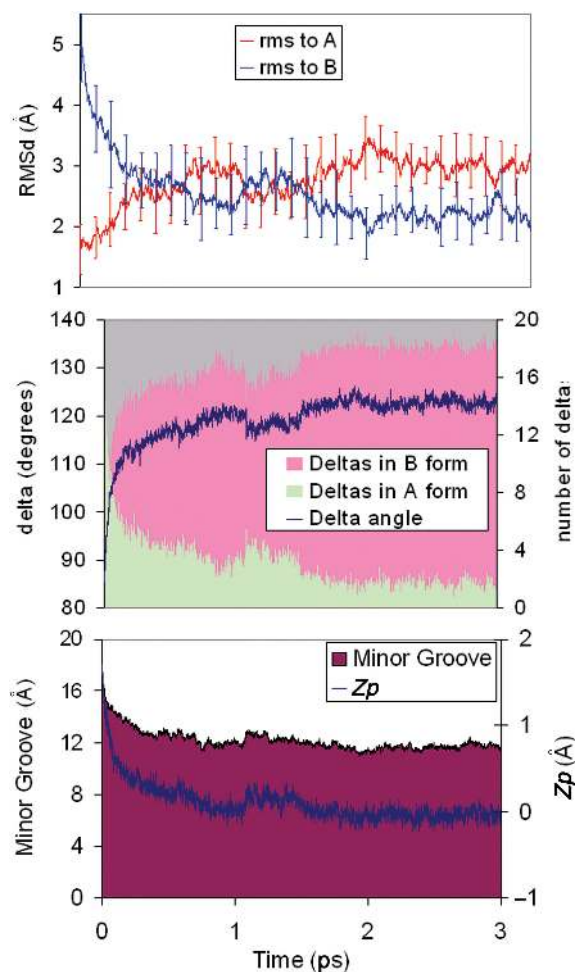 5
4
3
2
1
RMSd (Å)
rms to A
rms to B
140
130
120
110
100
90
80
delta (degrees)
20
16
12
8
4
0
number of delta:
Deltas in B form
Deltas in A form
Delta angle
20
16
12
8
4
0
Minor Groove (Å)
2
1
0
−1
Zp (Å)
Minor Groove
Zp
0
1
2
3
Time (ps)